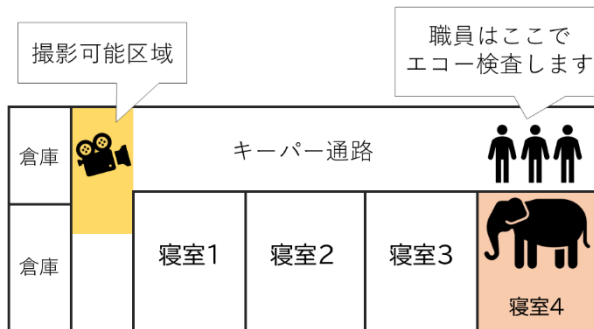 撮影可能区域
職員はここで
エコー検査します
倉庫
キーパー通路
倉庫
寝室1
寝室2
寝室3
寝室4